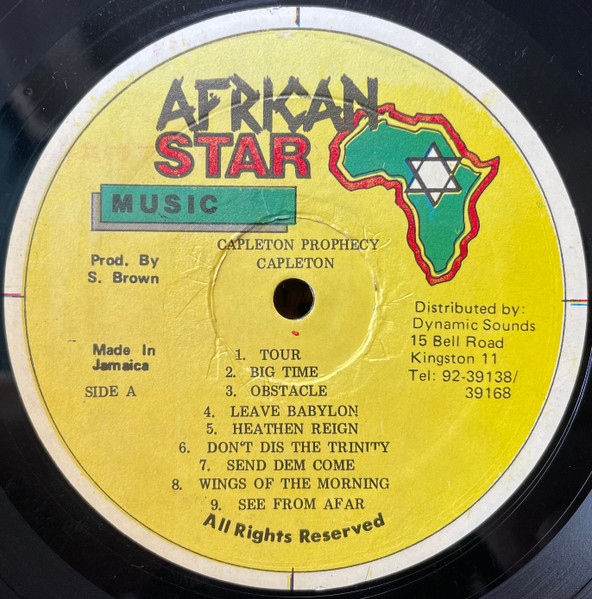 AFRICAN
STAR
MUSIC
CAPLETON PROPHECY
CAPLETON
Prod. By
S. Brown
Made In
Jamaica
SIDE A
Distributed by:
Dynamic Sounds
15 Bell Road
Kingston 11
Tel: 92-39138/
39168
1. TOUR
2. BIG TIME
3. OBSTACLE
4. LEAVE BABYLON
5. HEATHEN REIGN
6. DON'T DIS THE TRINITY
7. SEND DEM COME
8. WINGS OF THE MORNING
9. SEE FROM AFAR
All Rights Reserved